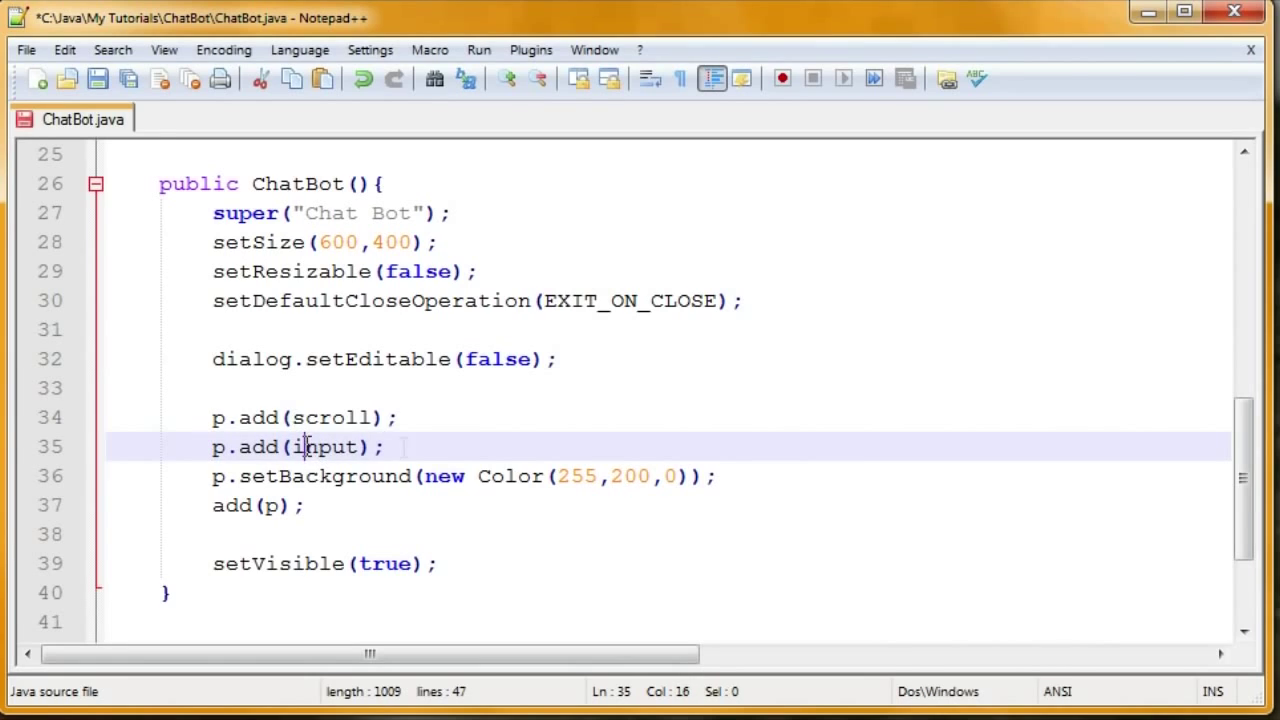 *C:\Java\My Tutorials\ChatBot\ChatBot.java - Notepad++
File Edit Search View Encoding Language Settings Macro Run Plugins Window ? X
ABC
ChatBot.java
25
26 public ChatBot(){
27 super("Chat Bot");
28 setSize(600,400);
29 setResizable(false);
30 setDefaultCloseOperation(EXIT_ON_CLOSE);
31
32 dialog.setEditable(false);
33
34 p.add(scroll);
35 p.add(input);
36 p.setBackground(new Color(255,200,0));
37 add(p);
38
39 setVisible(true);
40 }
41
Java source file length : 1009 lines : 47 Ln : 35 Col : 16 Sel : 0 Dos\Windows ANSI INS